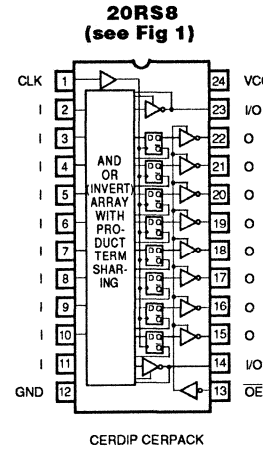 20RS8
(see Fig 1)
CLK 1
I 2
I 3
I 4
I 5
I 6
I 7
I 8
I 9
I 10
I 11
GND 12
AND
OR
(INVERT)
ARRAY
WITH
PRO-
DUCT
TERM
SHAR-
ING
24 VCC
23 I/O
22 O
21 O
20 O
19 O
18 O
17 O
16 O
15 O
14 I/O
13 OE
CERDIP CERPACK